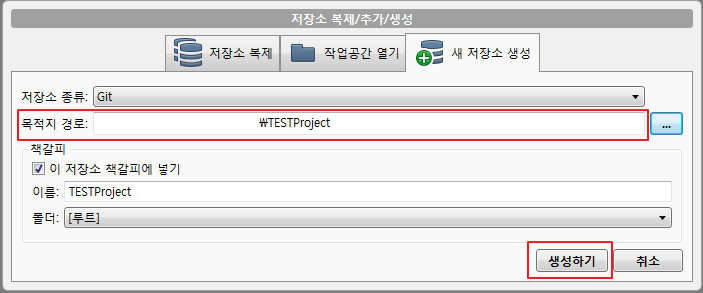 저장소 복제/추가/생성
저장소 복제 작업공간 열기 새 저장소 생성
저장소 종류: Git
목적지 경로: ₩TESTProject ...
책갈피
이 저장소 책갈피에 넣기
이름: TESTProject
폴더: [루트]
생성하기 취소